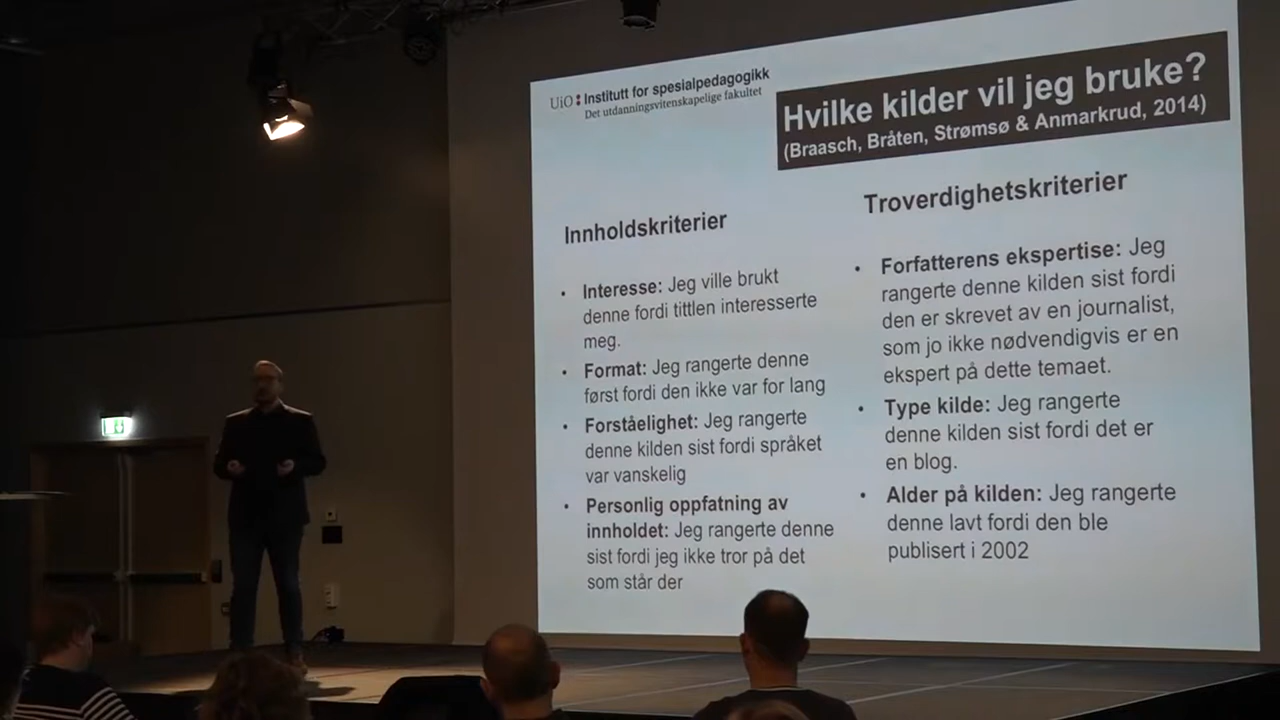 UiO: Institutt for spesialpedagogikk
Det utdanningsvitenskapelige fakultet
Hvilke kilder vil jeg bruke?
(Braasch, Bråten, Strømsø & Anmarkrud, 2014)
Innholdskriterier
• Interesse: Jeg ville brukt
denne fordi tittlen interesserte
meg.
• Format: Jeg rangerte denne
først fordi den ikke var for lang
• Forståelighet: Jeg rangerte
denne kilden sist fordi språket
var vanskelig
• Personlig oppfatning av
innholdet: Jeg rangerte denne
sist fordi jeg ikke tror på det
som står der
Troverdighetskriterier
• Forfatterens ekspertise: Jeg
rangerte denne kilden sist fordi
den er skrevet av en journalist,
som jo ikke nødvendigvis er en
ekspert på dette temaet.
• Type kilde: Jeg rangerte
denne kilden sist fordi det er
en blog.
• Alder på kilden: Jeg rangerte
denne lavt fordi den ble
publisert i 2002